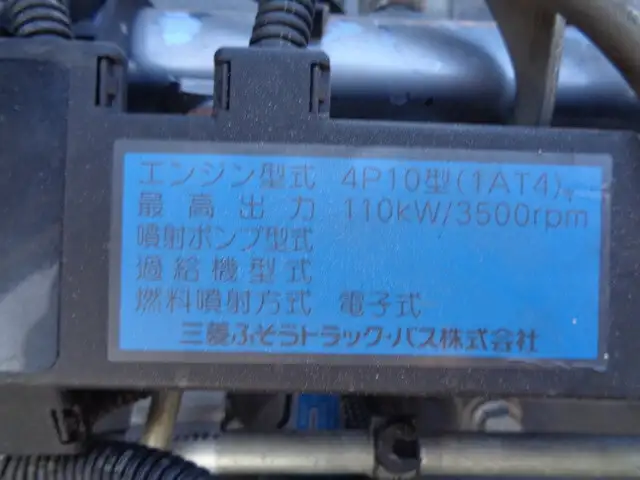 エンジン型式 4P10型(1AT4)
最高出力 110kW/3500rpm
噴射ポンプ型式
過給機型式
燃料噴射方式 電子式
三菱ふそうトラック・バス株式会社